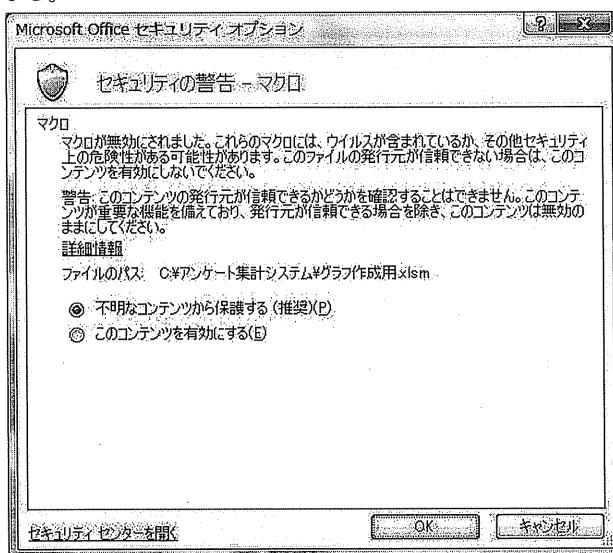 Microsoft Office セキュリティ オプション
セキュリティの警告 - マクロ
マクロ
マクロが無効にされました。これらのマクロには、ウイルスが含まれているか、その他セキュリティ
上の危険性がある可能性があります。このファイルの発行元が信頼できない場合は、このコ
ンテンツを有効にしないでください。
警告: このコンテンツの発行元が信頼できるかどうかを確認することはできません。このコンテ
ンツが重要な機能を備えており、発行元が信頼できる場合を除き、このコンテンツは無効の
ままにしてください。
詳細情報
ファイルのパス: C:¥アンケート集計システム¥グラフ作成用.xlsm
不明なコンテンツから保護する (推奨)(P)
このコンテンツを有効にする(E)
セキュリティ センターを開く
OK
キャンセル